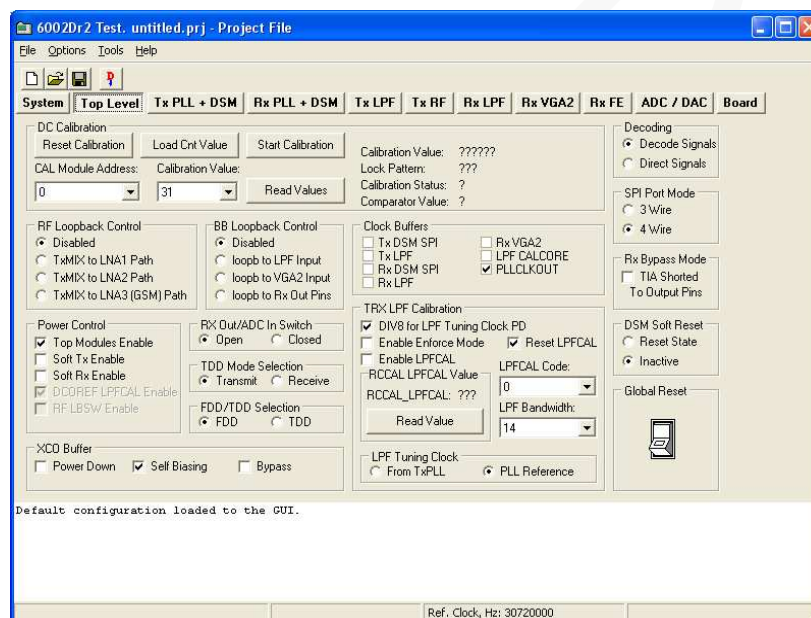 6002Dr2 Test. untitled.prj - Project File
File Options Tools Help
System Top Level Tx PLL + DSM Rx PLL + DSM Tx LPF Tx RF Rx LPF Rx VGA2 Rx FE ADC / DAC Board
DC Calibration
Reset Calibration Load Cnt Value Start Calibration
CAL Module Address: Calibration Value:
0 31 Read Values
Calibration Value: ??????
Lock Pattern: ???
Calibration Status: ?
Comparator Value: ?
Decoding
Decode Signals
Direct Signals
SPI Port Mode
3 Wire
4 Wire
RF Loopback Control
Disabled
TxMIX to LNA1 Path
TxMIX to LNA2 Path
TxMIX to LNA3 (GSM) Path
BB Loopback Control
Disabled
loopb to LPF Input
loopb to VGA2 Input
loopb to Rx Out Pins
Clock Buffers
Tx DSM SPI Rx VGA2
Tx LPF LPF CALCORE
Rx DSM SPI PLLCLKOUT
Rx LPF
Rx Bypass Mode
TIA Shorted
To Output Pins
Power Control
Top Modules Enable
Soft Tx Enable
Soft Rx Enable
DCOREF LPFCAL Enable
RF LBSW Enable
RX Out/ADC In Switch
Open Closed
TDD Mode Selection
Transmit Receive
FDD/TDD Selection
FDD TDD
TRX LPF Calibration
DIV8 for LPF Tuning Clock PD
Enable Enforce Mode Reset LPFCAL
Enable LPFCAL
RCCAL LPFCAL Value
RCCAL_LPFCAL: ???
Read Value
LPFCAL Code:
0
LPF Bandwidth:
14
LPF Tuning Clock
From TxPLL PLL Reference
DSM Soft Reset
Reset State
Inactive
Global Reset
XCO Buffer
Power Down Self Biasing Bypass
Default configuration loaded to the GUI.
Ref. Clock, Hz: 30720000